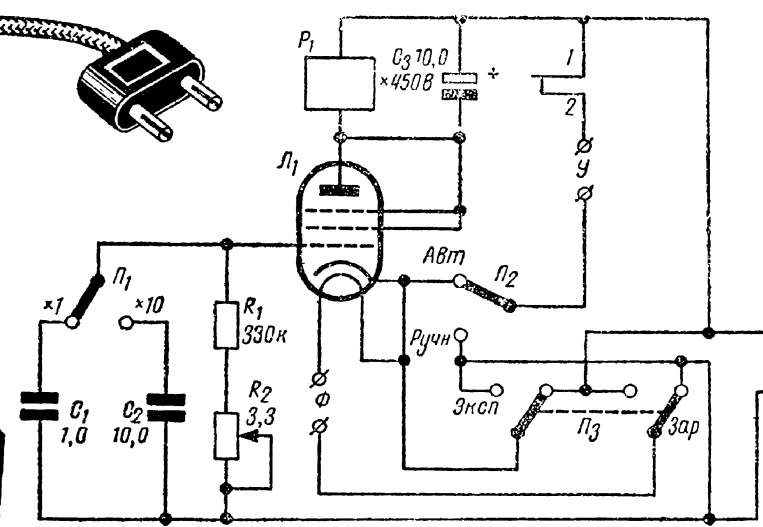 P₁
C₃ 10,0
×450В
÷
1
2
Л₁
У
П₁
×1
×10
R₁
330к
R₂
3,3
C₁
1,0
C₂
10,0
Ф
Авт
П₂
Ручн
Эксп
П₃
Зар